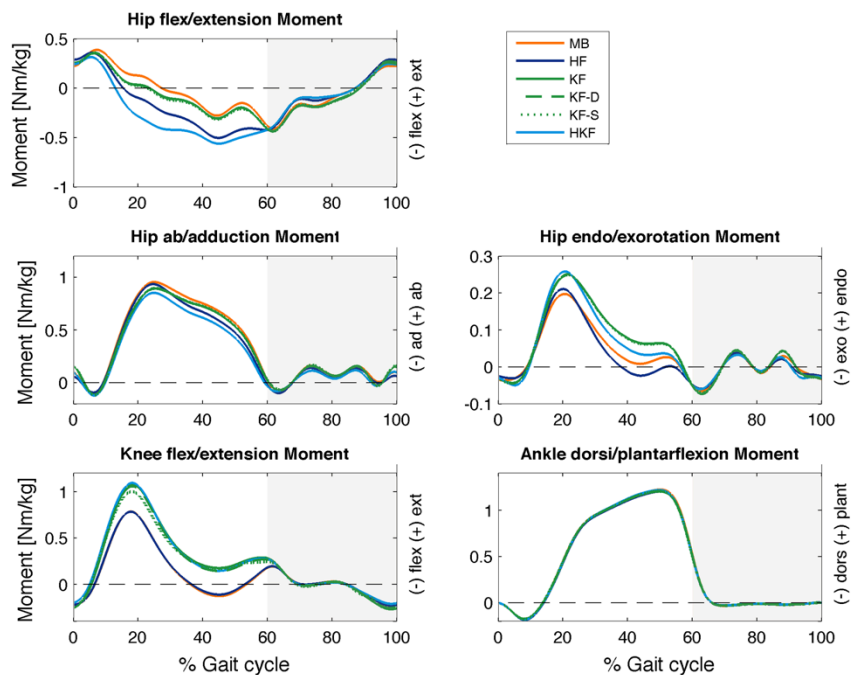 Hip flex/extension Moment
Moment [Nm/kg]
0.5
0
-0.5
-1
0 20 40 60 80 100
(-) flex (+) ext
MB
HF
KF
KF-D
KF-S
HKF
Hip ab/adduction Moment
Moment [Nm/kg]
1
0.5
0
0 20 40 60 80 100
(-) ad (+) ab
Hip endo/exorotation Moment
0.3
0.2
0.1
0
-0.1
0 20 40 60 80 100
(-) exo (+) endo
Knee flex/extension Moment
Moment [Nm/kg]
1
0.5
0
0 20 40 60 80 100
% Gait cycle
(-) flex (+) ext
Ankle dorsi/plantarflexion Moment
1
0.5
0
0 20 40 60 80 100
% Gait cycle
(-) dors (+) plant